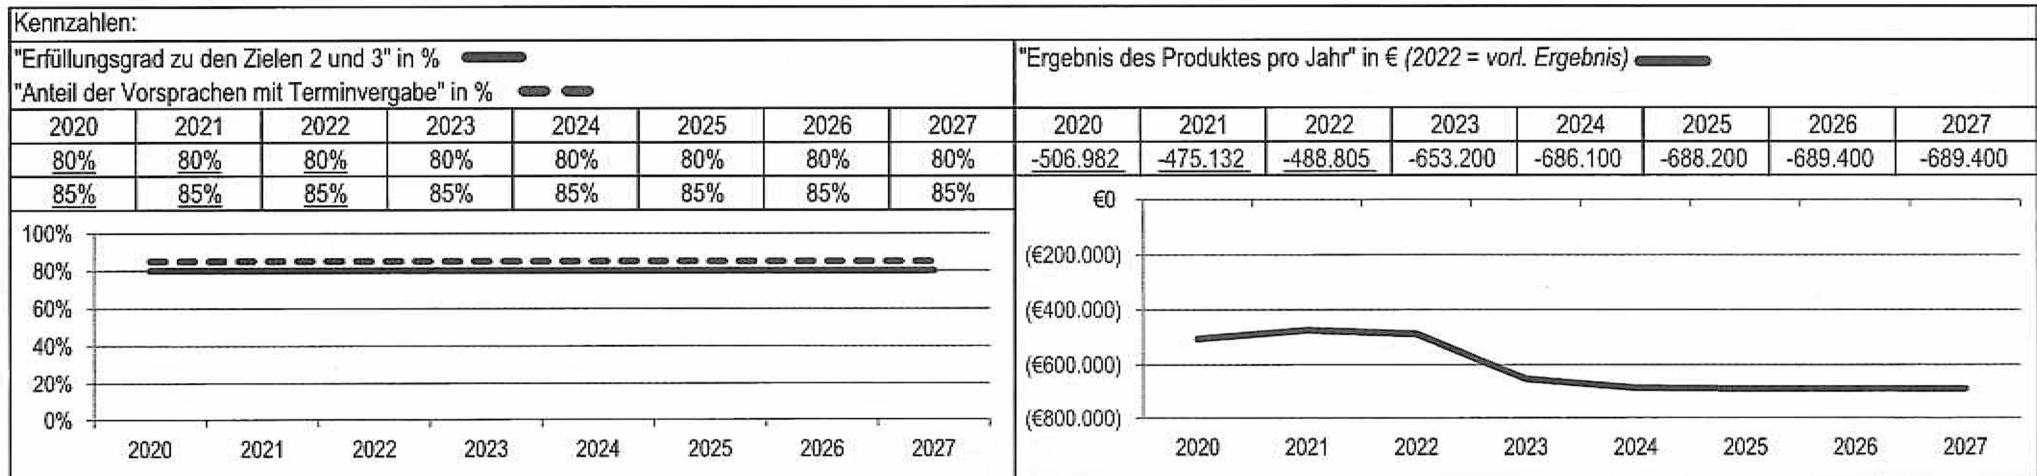 Kennzahlen:
"Erfüllungsgrad zu den Zielen 2 und 3" in %
"Anteil der Vorsprachen mit Terminvergabe" in %
2020 2021 2022 2023 2024 2025 2026 2027
80% 80% 80% 80% 80% 80% 80% 80%
85% 85% 85% 85% 85% 85% 85% 85%
100%
80%
60%
40%
20%
0%
2020 2021 2022 2023 2024 2025 2026 2027
"Ergebnis des Produktes pro Jahr" in € (2022 = vorl. Ergebnis)
2020 2021 2022 2023 2024 2025 2026 2027
-506.982 -475.132 -488.805 -653.200 -686.100 -688.200 -689.400 -689.400
€0
(€200.000)
(€400.000)
(€600.000)
(€800.000)
2020 2021 2022 2023 2024 2025 2026 2027